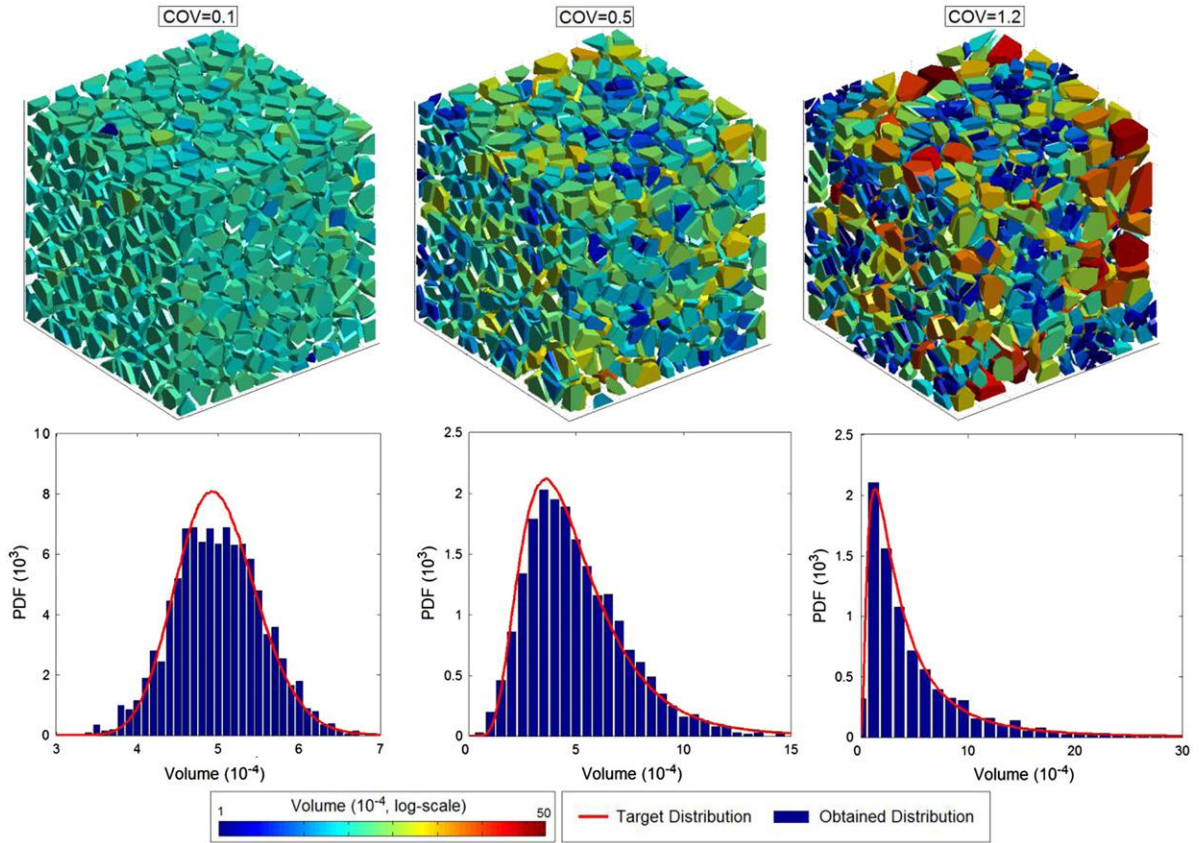 COV=0.1
COV=0.5
COV=1.2
10
8
6
4
2
0
PDF (10³)
3
4
5
6
7
Volume (10⁻⁴)
2.5
2
1.5
1
0.5
0
PDF (10³)
0
5
10
15
Volume (10⁻⁴)
2.5
2
1.5
1
0.5
0
PDF (10³)
0
10
20
30
Volume (10⁻⁴)
1
Volume (10⁻⁴, log-scale)
50
Target Distribution
Obtained Distribution